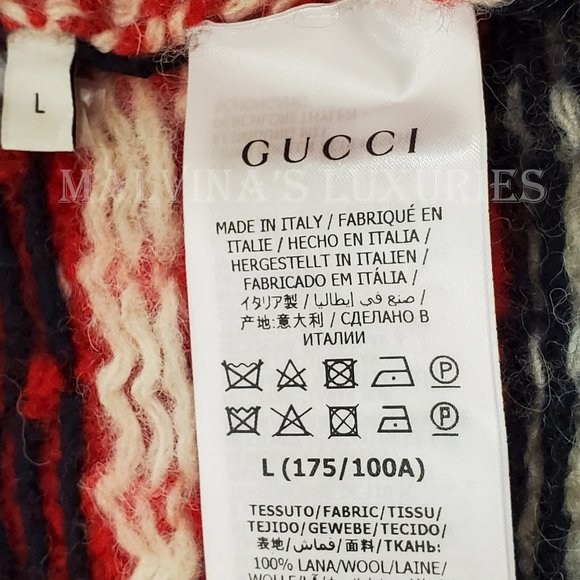 L
GUCCI
MALVINA'S LUXURIES
MADE IN ITALY / FABRIQUÉ EN
ITALIE / HECHO EN ITALIA /
HERGESTELLT IN ITALIEN /
FABRICADO EM ITÁLIA /
イタリア製 / صنع في إيطاليا /
产地:意大利 / СДЕЛАНО В
ИТАЛИИ
P
P
L (175/100A)
TESSUTO/FABRIC/TISSU/
TEJIDO/GEWEBE/TECIDO/
表地/قماش/面料/ТКАНЬ:
100% LANA/WOOL/LAINE/